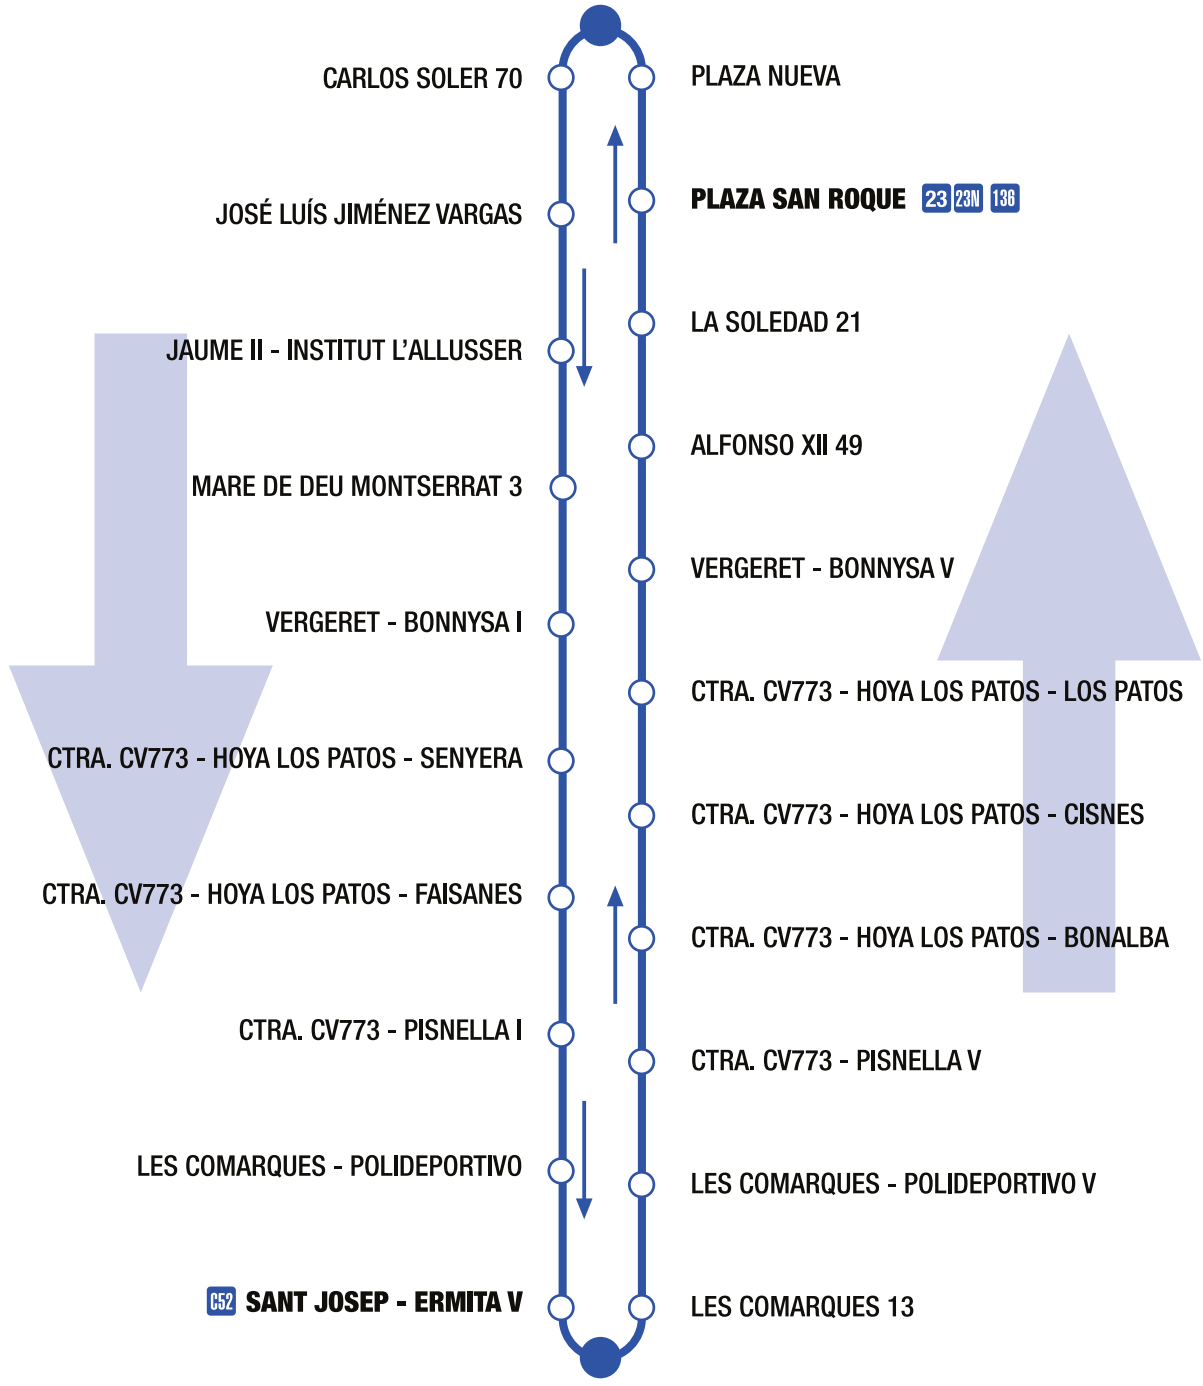 CARLOS SOLER 70
JOSÉ LUÍS JIMÉNEZ VARGAS
JAUME II - INSTITUT L'ALLUSSER
MARE DE DEU MONTSERRAT 3
VERGERET - BONNYSA I
CTRA. CV773 - HOYA LOS PATOS - SENYERA
CTRA. CV773 - HOYA LOS PATOS - FAISANES
CTRA. CV773 - PISNELLA I
LES COMARQUES - POLIDEPORTIVO
C52 SANT JOSEP - ERMITA V
PLAZA NUEVA
PLAZA SAN ROQUE 23 23N 136
LA SOLEDAD 21
ALFONSO XII 49
VERGERET - BONNYSA V
CTRA. CV773 - HOYA LOS PATOS - LOS PATOS
CTRA. CV773 - HOYA LOS PATOS - CISNES
CTRA. CV773 - HOYA LOS PATOS - BONALBA
CTRA. CV773 - PISNELLA V
LES COMARQUES - POLIDEPORTIVO V
LES COMARQUES 13